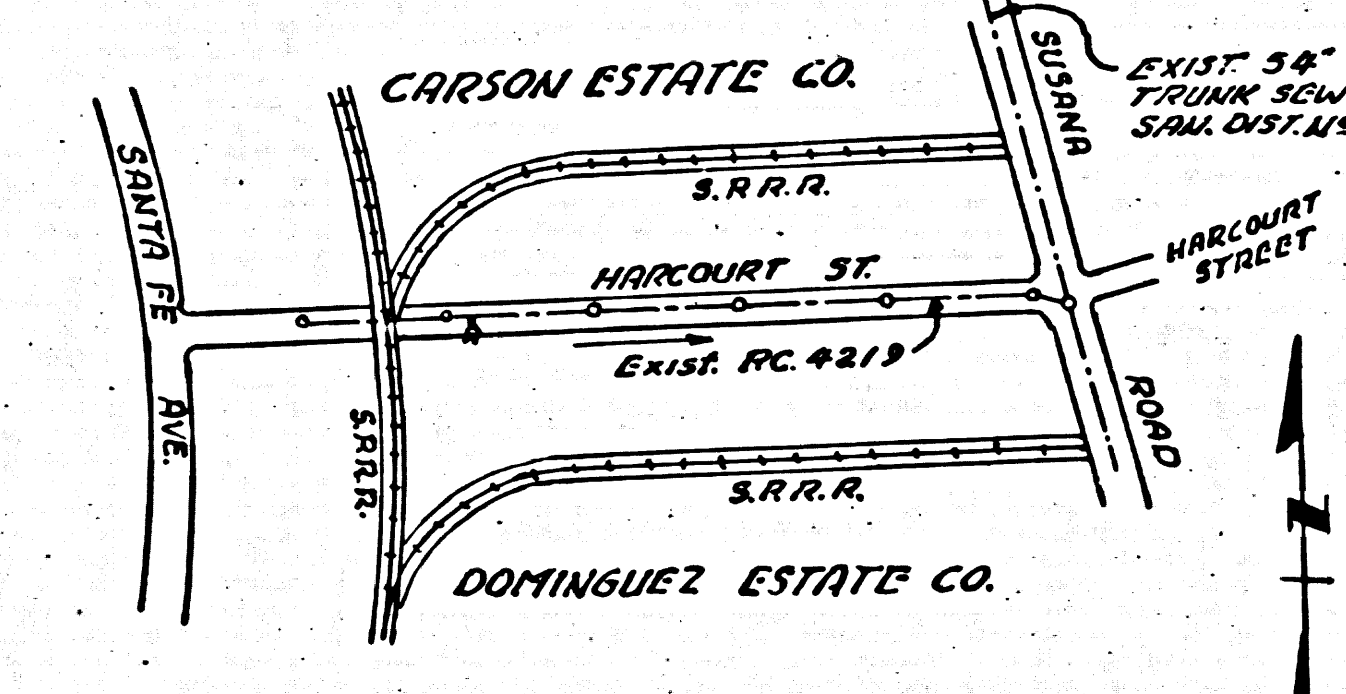 CARSON ESTATE CO.
SUSANA
EXIST. 54"
TRUNK SEW
SAN. DIST. NO
SANTA FE
S.R.R.R.
HARCOURT ST.
HARCOURT
STREET
Exist. P.C. 4219
AVE.
S.R.R.R.
ROAD
S.R.R.R.
N
DOMINGUEZ ESTATE CO.